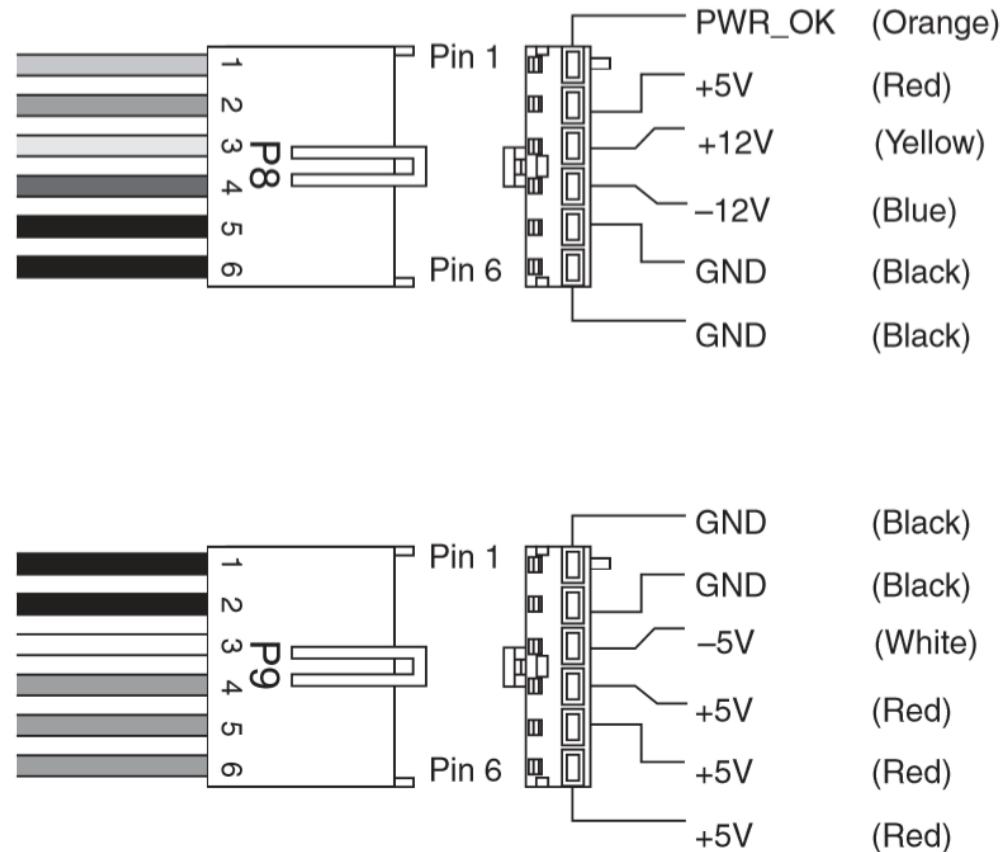 PWR_OK (Orange)
1 Pin 1
+5V (Red)
2
+12V (Yellow)
3
P8
4
–12V (Blue)
5
GND (Black)
6 Pin 6
GND (Black)
GND (Black)
1 Pin 1
GND (Black)
2
–5V (White)
3
P9
4
+5V (Red)
5
+5V (Red)
6 Pin 6
+5V (Red)